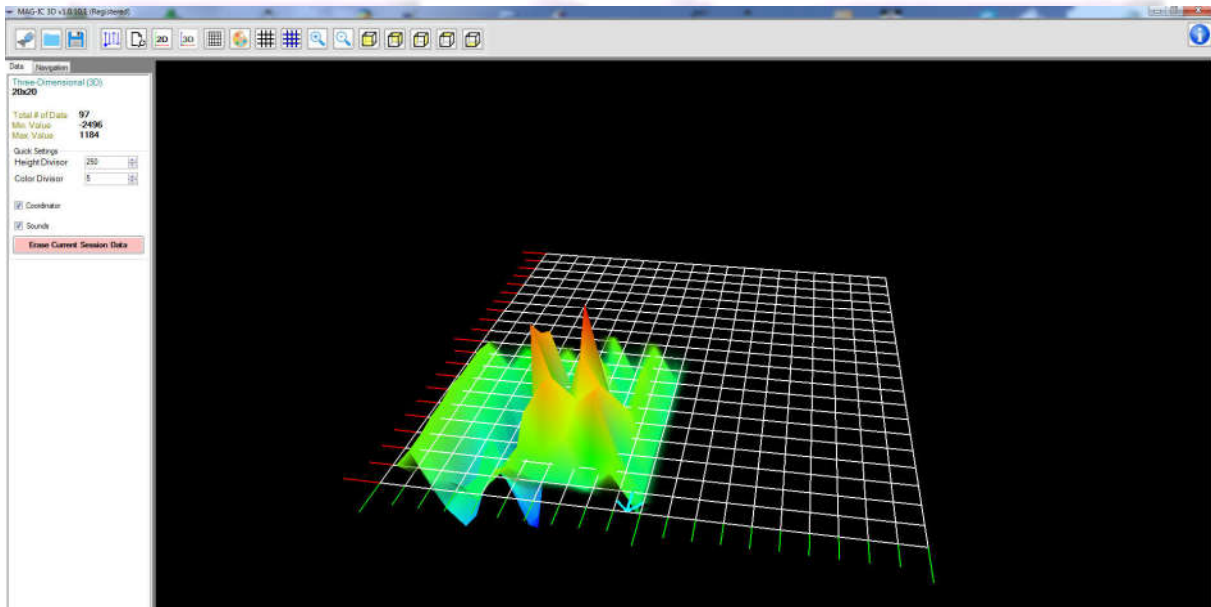 MAG-IC 3D v1.0.10.1 (Registered)
2D 3D
Data Navigation
Three-Dimensional (3D)
20x20
Total # of Data 97
Min. Value -2496
Max. Value 1184
Quick Settings
Height Divisor 250
Color Divisor 5
Coordinator
Sounds
Erase Current Session Data